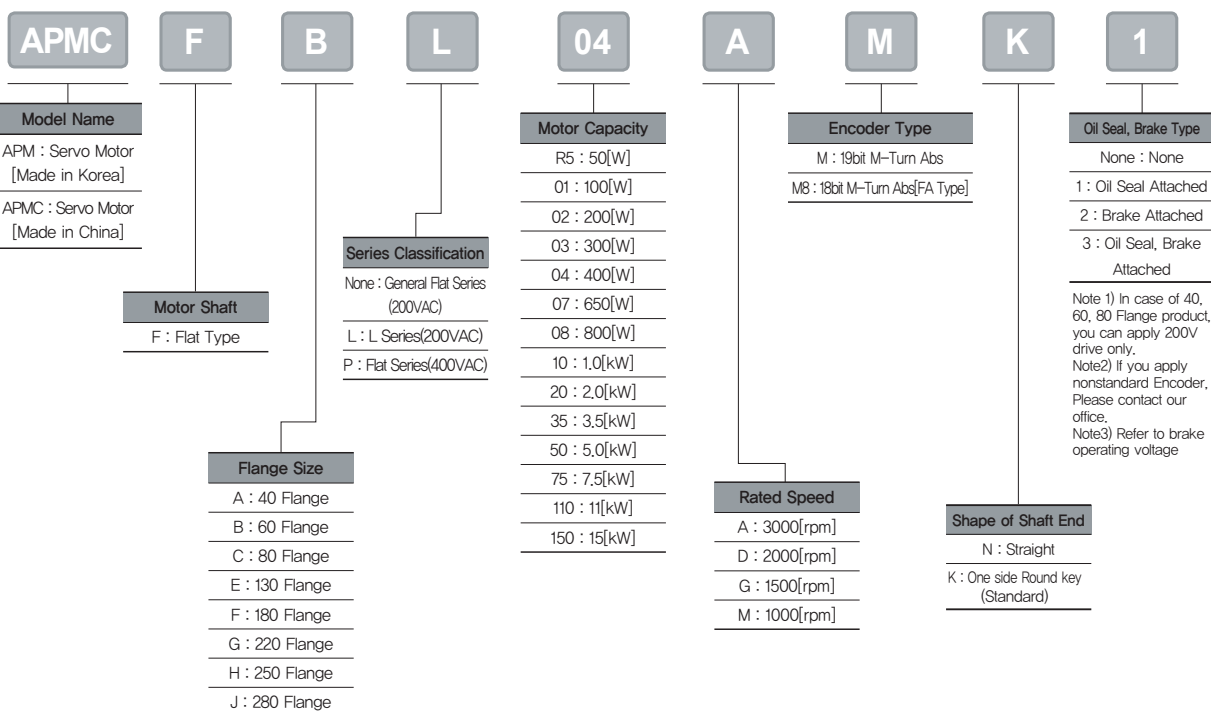 APMC F B L 04 A M K 1
Model Name
APM : Servo Motor
[Made in Korea]
APMC : Servo Motor
[Made in China]
Motor Shaft
F : Flat Type
Flange Size
A : 40 Flange
B : 60 Flange
C : 80 Flange
E : 130 Flange
F : 180 Flange
G : 220 Flange
H : 250 Flange
J : 280 Flange
Series Classification
None : General Flat Series
(200VAC)
L : L Series(200VAC)
P : Flat Series(400VAC)
Motor Capacity
R5 : 50[W]
01 : 100[W]
02 : 200[W]
03 : 300[W]
04 : 400[W]
07 : 650[W]
08 : 800[W]
10 : 1.0[kW]
20 : 2.0[kW]
35 : 3.5[kW]
50 : 5.0[kW]
75 : 7.5[kW]
110 : 11[kW]
150 : 15[kW]
Rated Speed
A : 3000[rpm]
D : 2000[rpm]
G : 1500[rpm]
M : 1000[rpm]
Encoder Type
M : 19bit M-Turn Abs
M8 : 18bit M-Turn Abs[FA Type]
Shape of Shaft End
N : Straight
K : One side Round key
(Standard)
Oil Seal, Brake Type
None : None
1 : Oil Seal Attached
2 : Brake Attached
3 : Oil Seal, Brake
Attached
Note 1) In case of 40,
60, 80 Flange product,
you can apply 200V
drive only.
Note2) If you apply
nonstandard Encoder,
Please contact our
office.
Note3) Refer to brake
operating voltage